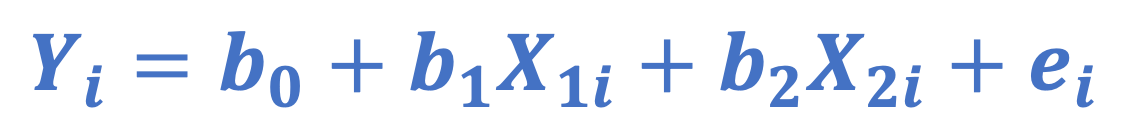 Yᵢ = b₀ + b₁X₁ᵢ + b₂X₂ᵢ + eᵢ